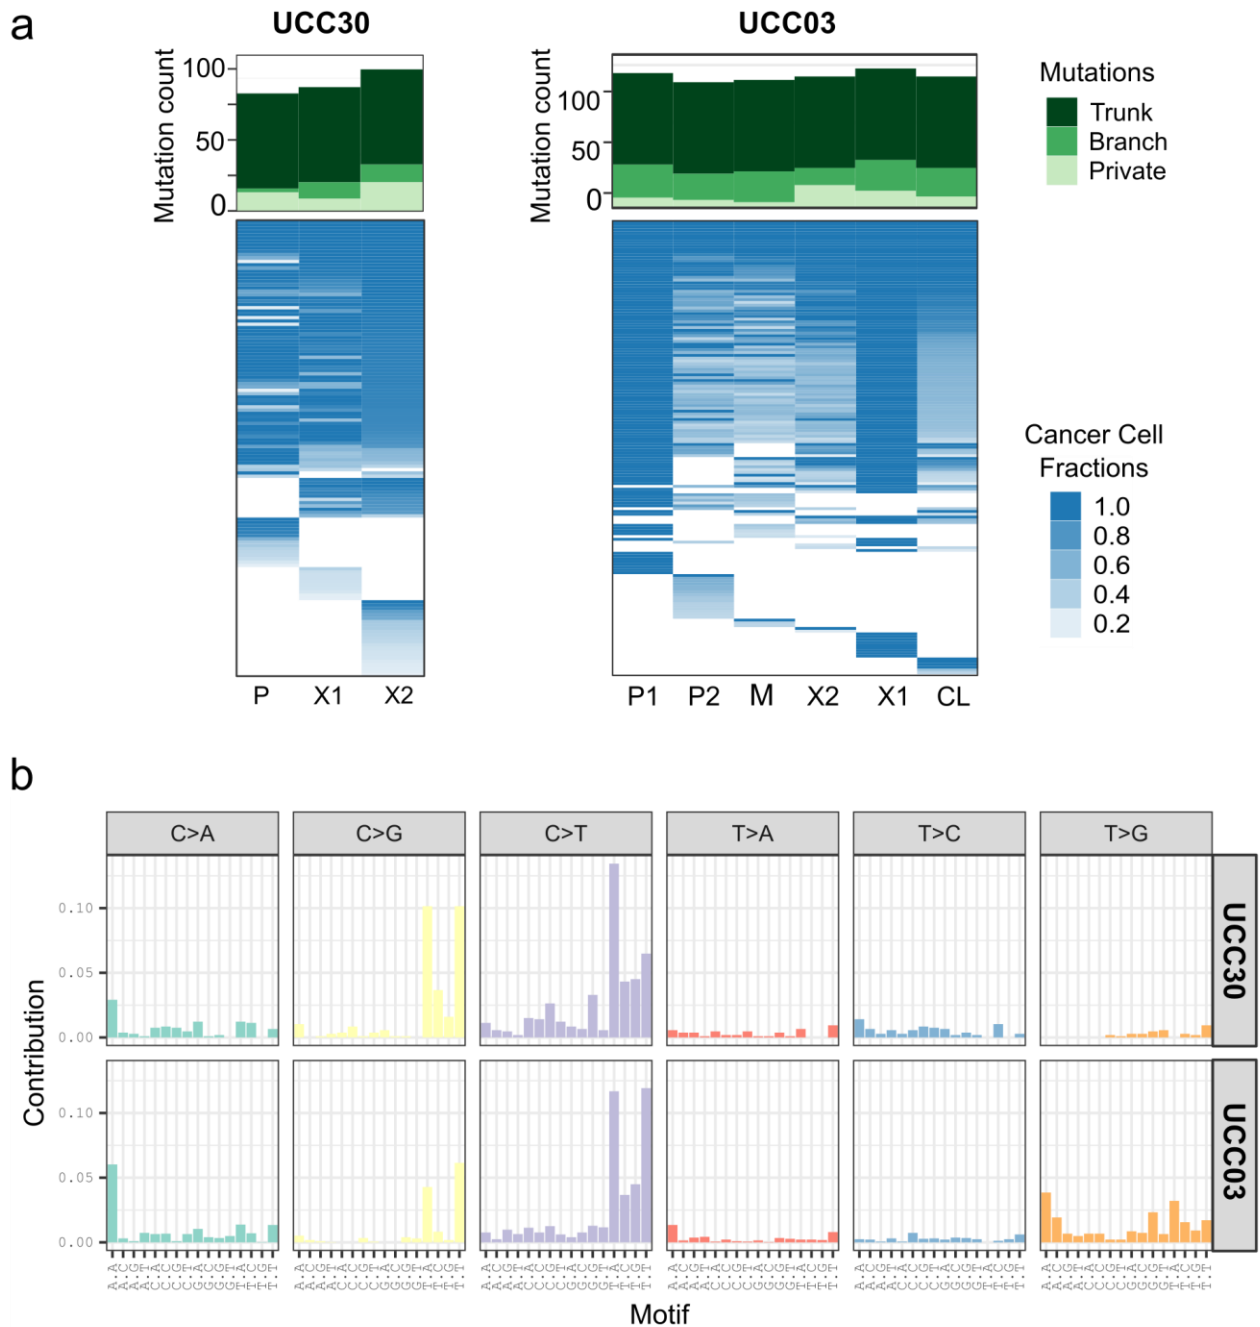 a
UCC30
UCC03
Mutation count
100
50
0
Mutation count
100
50
0
Mutations
Trunk
Branch
Private
Cancer Cell
Fractions
1.0
0.8
0.6
0.4
0.2
P X1 X2
P1 P2 M X2 X1 CL
b
C>A C>G C>T T>A T>C T>G
Contribution
0.10
0.05
0.00
UCC30
0.10
0.05
0.00
UCC03
Motif